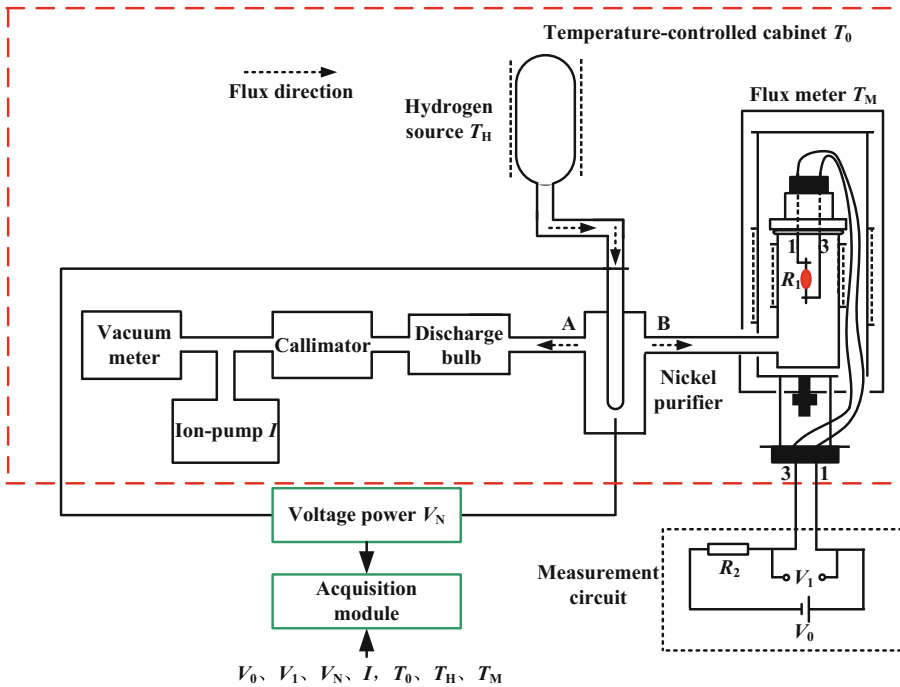 Temperature-controlled cabinet T0
Flux direction
Hydrogen
source TH
Flux meter TM
1 3
R1
A B
Vacuum
meter
Callimator
Discharge
bulb
Nickel
purifier
Ion-pump I
3 1
Voltage power VN
Measurement
circuit
R2
V1
V0
Acquisition
module
V0、V1、VN、I, T0、TH、TM